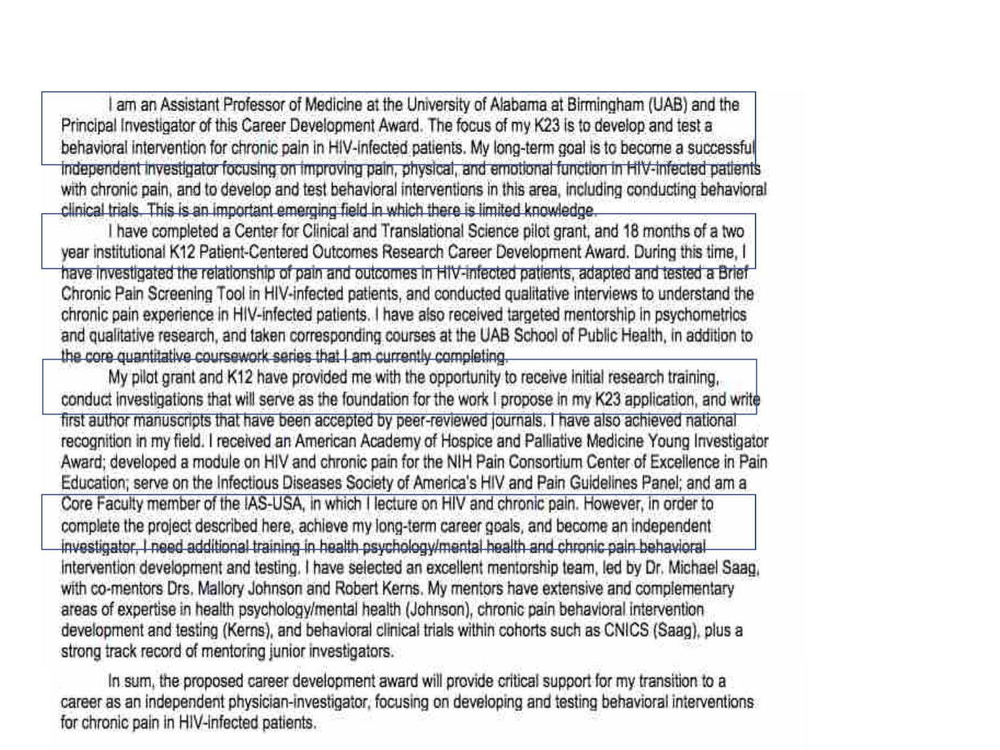 I am an Assistant Professor of Medicine at the University of Alabama at Birmingham (UAB) and the
Principal Investigator of this Career Development Award. The focus of my K23 is to develop and test a
behavioral intervention for chronic pain in HIV-infected patients. My long-term goal is to become a successful
independent investigator focusing on improving pain, physical, and emotional function in HIV-infected patients
with chronic pain, and to develop and test behavioral interventions in this area, including conducting behavioral
clinical trials. This is an important emerging field in which there is limited knowledge.
I have completed a Center for Clinical and Translational Science pilot grant, and 18 months of a two
year institutional K12 Patient-Centered Outcomes Research Career Development Award. During this time, I
have investigated the relationship of pain and outcomes in HIV-infected patients, adapted and tested a Brief
Chronic Pain Screening Tool in HIV-infected patients, and conducted qualitative interviews to understand the
chronic pain experience in HIV-infected patients. I have also received targeted mentorship in psychometrics
and qualitative research, and taken corresponding courses at the UAB School of Public Health, in addition to
the core quantitative coursework series that I am currently completing.
My pilot grant and K12 have provided me with the opportunity to receive initial research training,
conduct investigations that will serve as the foundation for the work I propose in my K23 application, and write
first author manuscripts that have been accepted by peer-reviewed journals. I have also achieved national
recognition in my field. I received an American Academy of Hospice and Palliative Medicine Young Investigator
Award; developed a module on HIV and chronic pain for the NIH Pain Consortium Center of Excellence in Pain
Education; serve on the Infectious Diseases Society of America's HIV and Pain Guidelines Panel; and am a
Core Faculty member of the IAS-USA, in which I lecture on HIV and chronic pain. However, in order to
complete the project described here, achieve my long-term career goals, and become an independent
investigator, I need additional training in health psychology/mental health and chronic pain behavioral
intervention development and testing. I have selected an excellent mentorship team, led by Dr. Michael Saag,
with co-mentors Drs. Mallory Johnson and Robert Kerns. My mentors have extensive and complementary
areas of expertise in health psychology/mental health (Johnson), chronic pain behavioral intervention
development and testing (Kerns), and behavioral clinical trials within cohorts such as CNICS (Saag), plus a
strong track record of mentoring junior investigators.
In sum, the proposed career development award will provide critical support for my transition to a
career as an independent physician-investigator, focusing on developing and testing behavioral interventions
for chronic pain in HIV-infected patients.